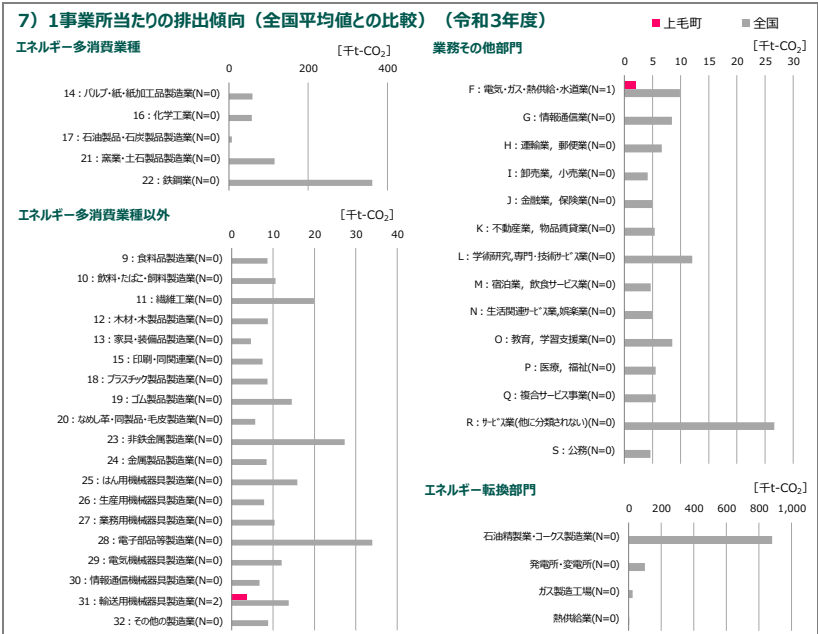 7）1事業所当たりの排出傾向（全国平均値との比較）（令和3年度）
■上毛町 ■全国
エネルギー多消費業種
[千t-CO₂]
0 200 400
14：パルプ・紙・紙加工品製造業(N=0)
16：化学工業(N=0)
17：石油製品・石炭製品製造業(N=0)
21：窯業・土石製品製造業(N=0)
22：鉄鋼業(N=0)
エネルギー多消費業種以外
[千t-CO₂]
0 10 20 30 40
9：食料品製造業(N=0)
10：飲料・たばこ・飼料製造業(N=0)
11：繊維工業(N=0)
12：木材・木製品製造業(N=0)
13：家具・装備品製造業(N=0)
15：印刷・同関連業(N=0)
18：プラスチック製品製造業(N=0)
19：ゴム製品製造業(N=0)
20：なめし革・同製品・毛皮製造業(N=0)
23：非鉄金属製造業(N=0)
24：金属製品製造業(N=0)
25：はん用機械器具製造業(N=0)
26：生産用機械器具製造業(N=0)
27：業務用機械器具製造業(N=0)
28：電子部品等製造業(N=0)
29：電気機械器具製造業(N=0)
30：情報通信機械器具製造業(N=0)
31：輸送用機械器具製造業(N=2)
32：その他の製造業(N=0)
業務その他部門
[千t-CO₂]
0 5 10 15 20 25 30
F：電気・ガス・熱供給・水道業(N=1)
G：情報通信業(N=0)
H：運輸業，郵便業(N=0)
I：卸売業，小売業(N=0)
J：金融業，保険業(N=0)
K：不動産業，物品賃貸業(N=0)
L：学術研究,専門・技術ｻｰﾋﾞｽ業(N=0)
M：宿泊業，飲食サービス業(N=0)
N：生活関連ｻｰﾋﾞｽ業,娯楽業(N=0)
O：教育，学習支援業(N=0)
P：医療，福祉(N=0)
Q：複合サービス事業(N=0)
R：ｻｰﾋﾞｽ業(他に分類されない)(N=0)
S：公務(N=0)
エネルギー転換部門
[千t-CO₂]
0 200 400 600 800 1,000
石油精製業・コークス製造業(N=0)
発電所・変電所(N=0)
ガス製造工場(N=0)
熱供給業(N=0)